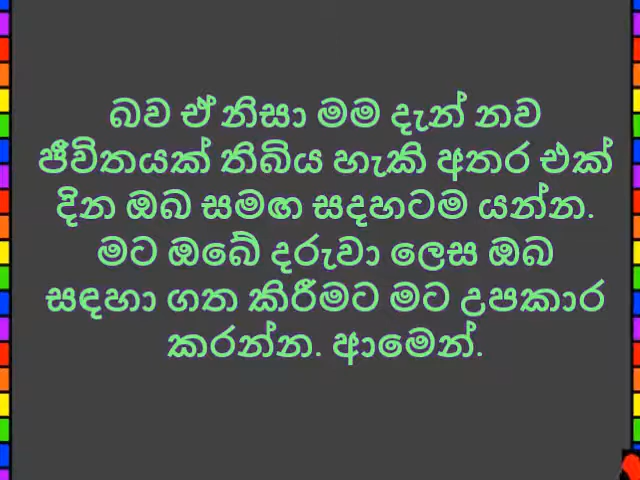 බව ඒ නිසා මම දැන් නව
ජීවිතයක් තිබිය හැකි අතර එක්
දින ඔබ සමඟ සදහටම යන්න.
මට ඔබේ දරුවා ලෙස ඔබ
සඳහා ගත කිරීමට මට උපකාර
කරන්න. ආමෙන්.